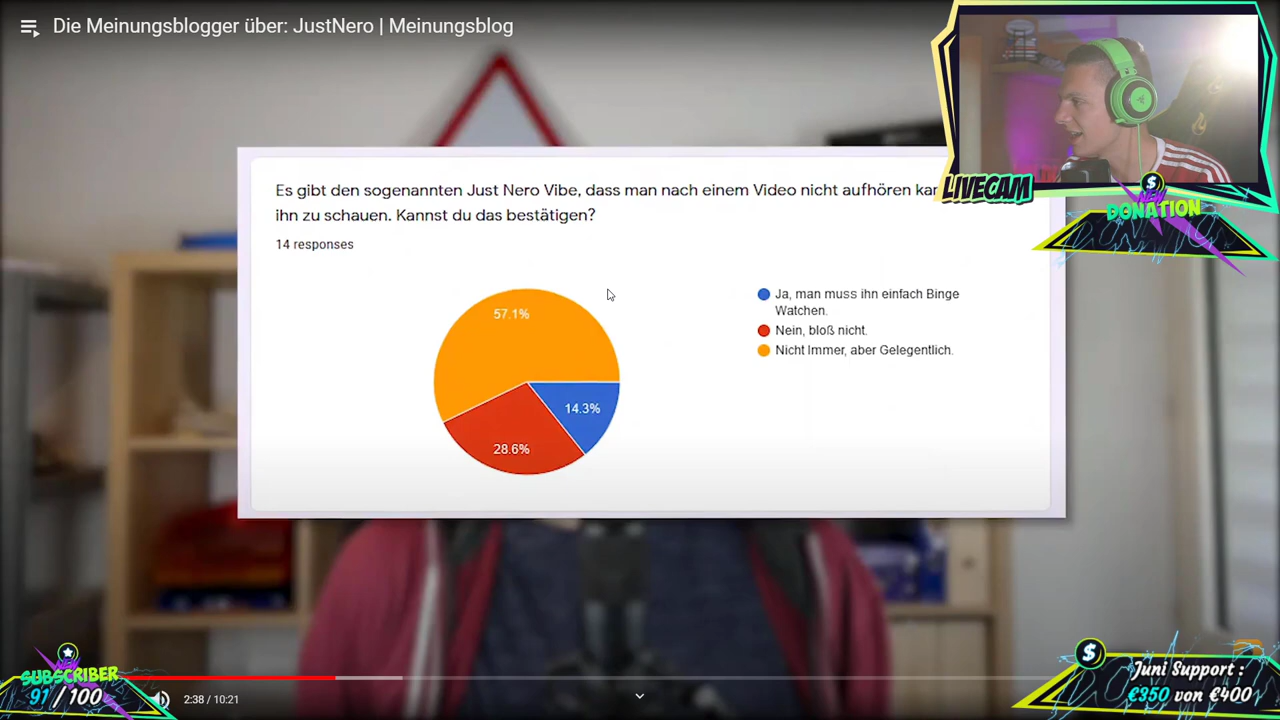 Die Meinungsblogger über: JustNero | Meinungsblog
Es gibt den sogenannten Just Nero Vibe, dass man nach einem Video nicht aufhören
ihn zu schauen. Kannst du das bestätigen?
14 responses
57.1%
14.3%
28.6%
Ja, man muss ihn einfach Binge
Watchen.
Nein, bloß nicht.
Nicht Immer, aber Gelegentlich.
LIVECAM
$
NEW
DONATION
NEW
SUBSCRIBER
91 / 100
2:38 / 10:21
$
Juni Support :
€350 von €400